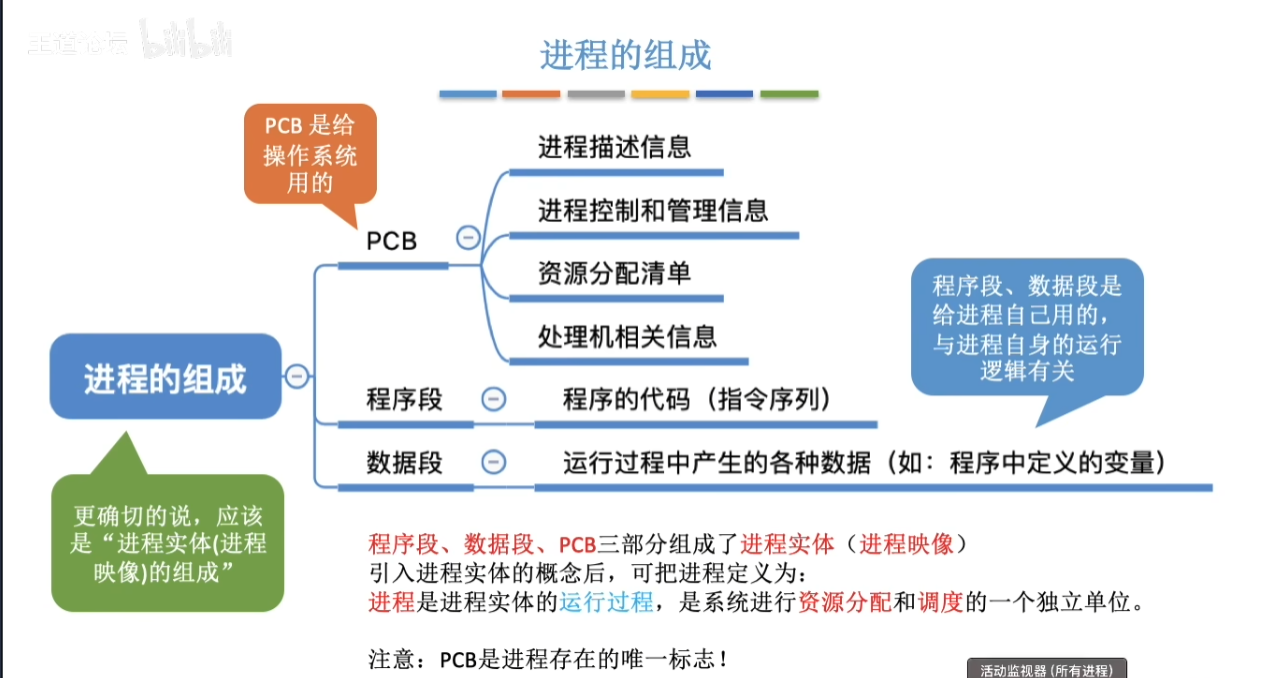 王道论坛 bilibili
进程的组成
PCB 是给
操作系统
用的
进程描述信息
进程控制和管理信息
PCB
资源分配清单
处理机相关信息
程序段、数据段是
给进程自己用的，
与进程自身的运行
逻辑有关
进程的组成
程序段
程序的代码（指令序列）
数据段
运行过程中产生的各种数据（如：程序中定义的变量）
更确切的说，应该
是“进程实体(进程
映像)的组成”
程序段、数据段、PCB三部分组成了进程实体（进程映像）
引入进程实体的概念后，可把进程定义为：
进程是进程实体的运行过程，是系统进行资源分配和调度的一个独立单位。
注意：PCB是进程存在的唯一标志！
活动监视器 (所有进程)